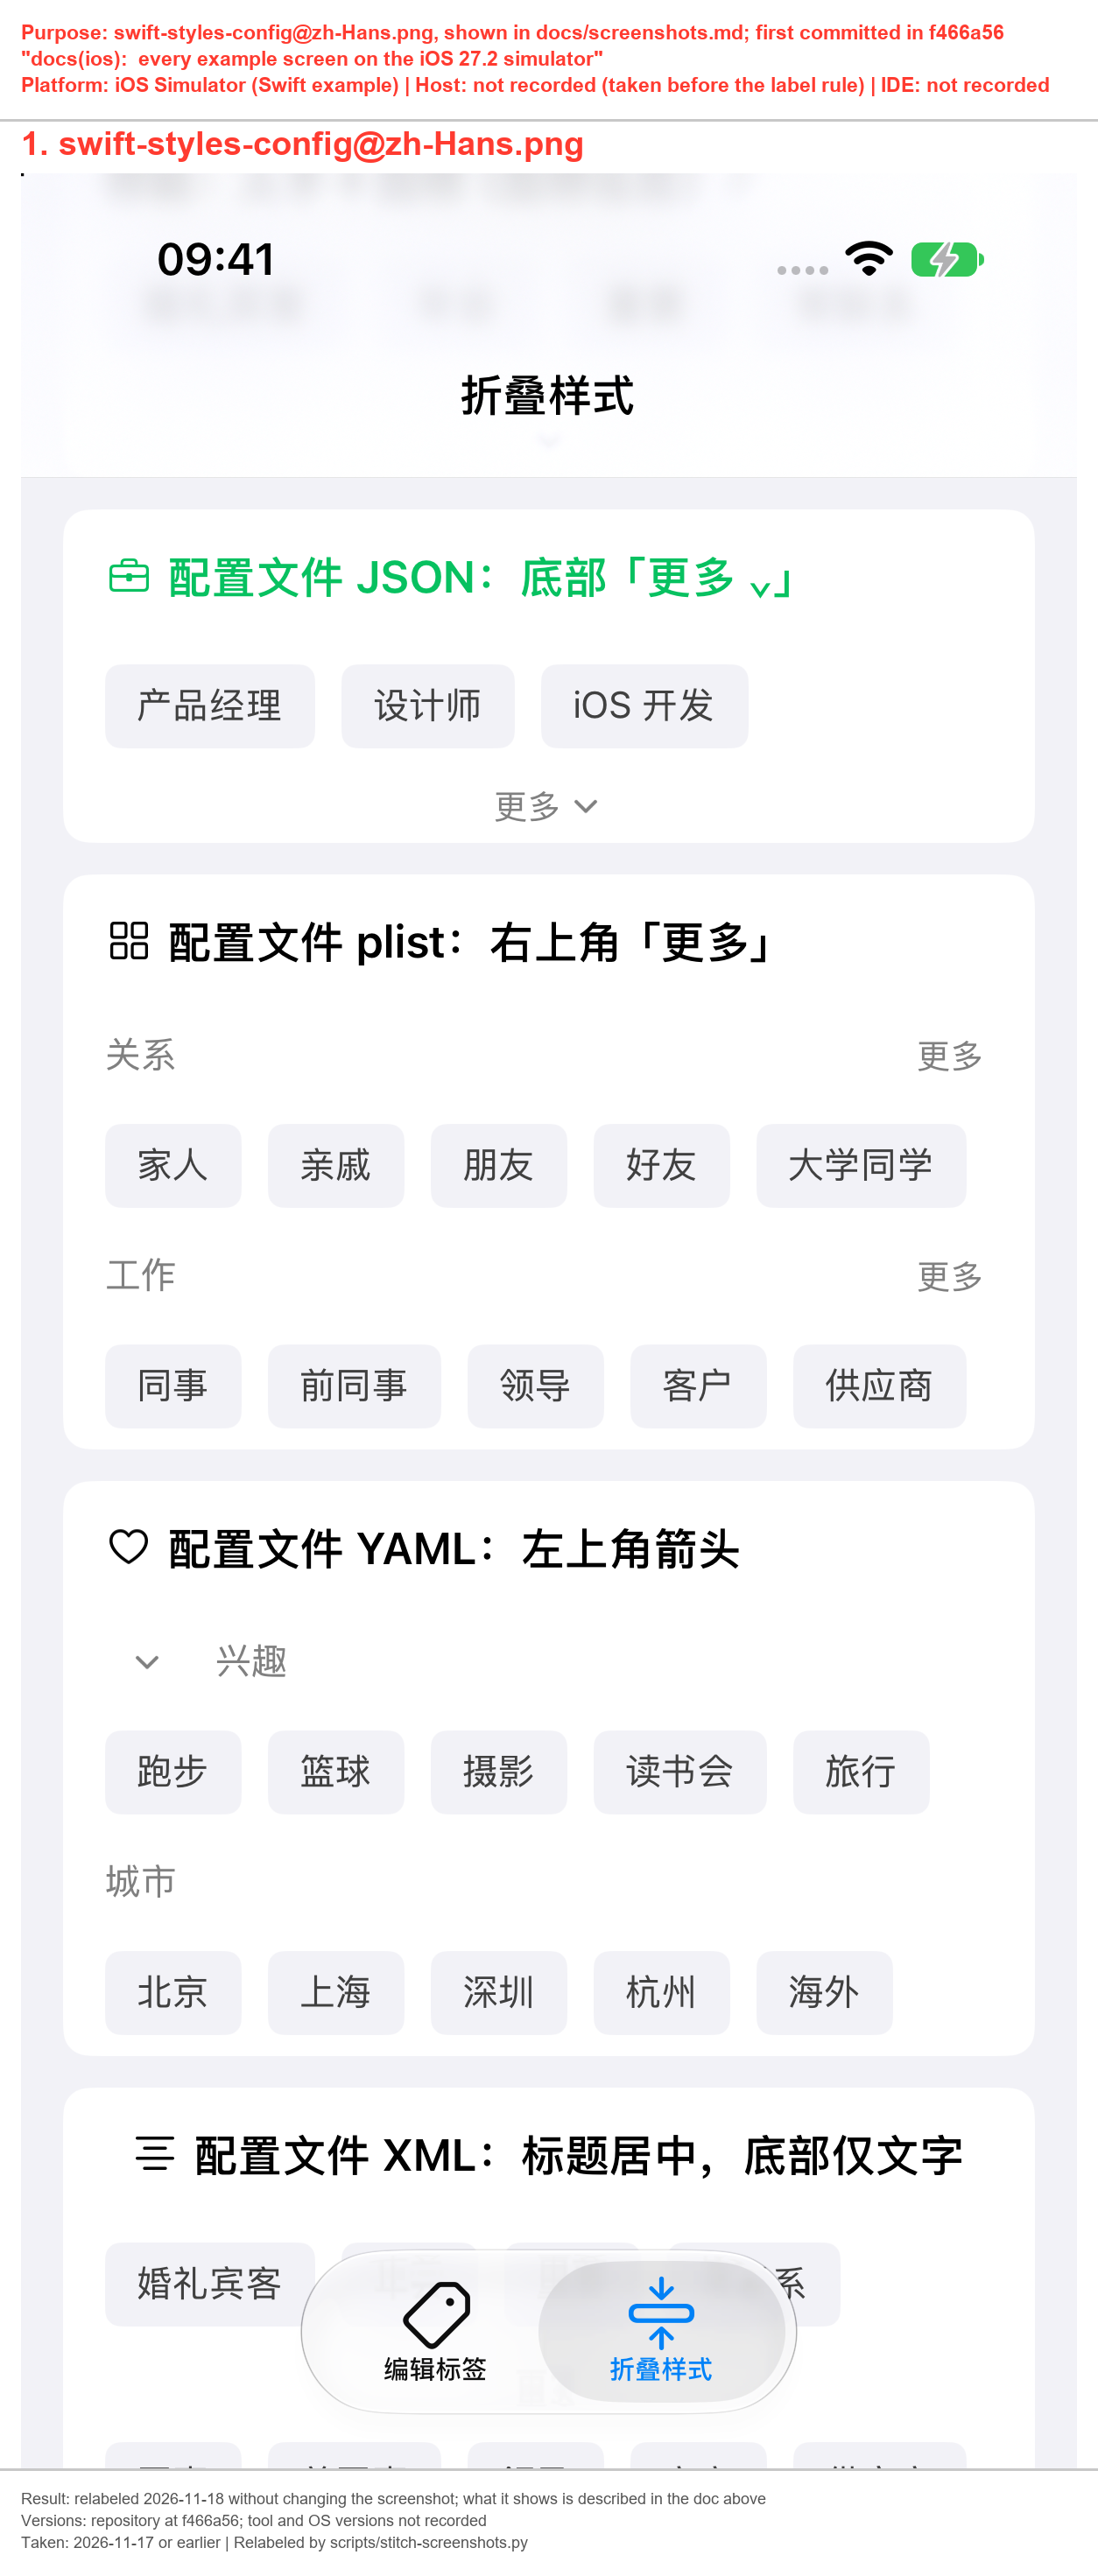 Purpose: swift-styles-config@zh-Hans.png, shown in docs/screenshots.md; first committed in f466a56
"docs(ios):  every example screen on the iOS 27.2 simulator"
Platform: iOS Simulator (Swift example) | Host: not recorded (taken before the label rule) | IDE: not recorded
1. swift-styles-config@zh-Hans.png
09:41
折叠样式
配置文件 JSON：底部「更多 ⌄」
产品经理 设计师 iOS 开发
更多
配置文件 plist：右上角「更多」
关系 更多
家人 亲戚 朋友 好友 大学同学
工作 更多
同事 前同事 领导 客户 供应商
配置文件 YAML：左上角箭头
兴趣
跑步 篮球 摄影 读书会 旅行
城市
北京 上海 深圳 杭州 海外
配置文件 XML：标题居中，底部仅文字
婚礼宾客 系
编辑标签 折叠样式
Result: relabeled 2026-11-18 without changing the screenshot; what it shows is described in the doc above
Versions: repository at f466a56; tool and OS versions not recorded
Taken: 2026-11-17 or earlier | Relabeled by scripts/stitch-screenshots.py